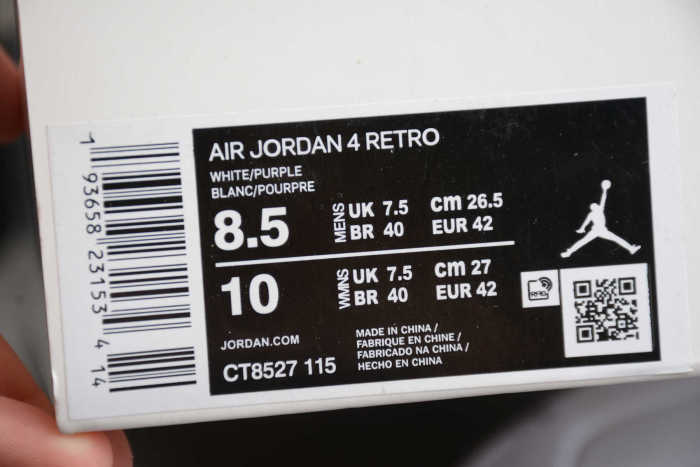 1 93658 23153 4 14
AIR JORDAN 4 RETRO
WHITE/PURPLE
BLANC/POURPRE
8.5 MENS UK 7.5 cm 26.5
BR 40 EUR 42
10 WMNS UK 7.5 cm 27
BR 40 EUR 42
JORDAN.COM
CT8527 115
MADE IN CHINA /
FABRIQUE EN CHINE /
FABRICADO NA CHINA /
HECHO EN CHINA